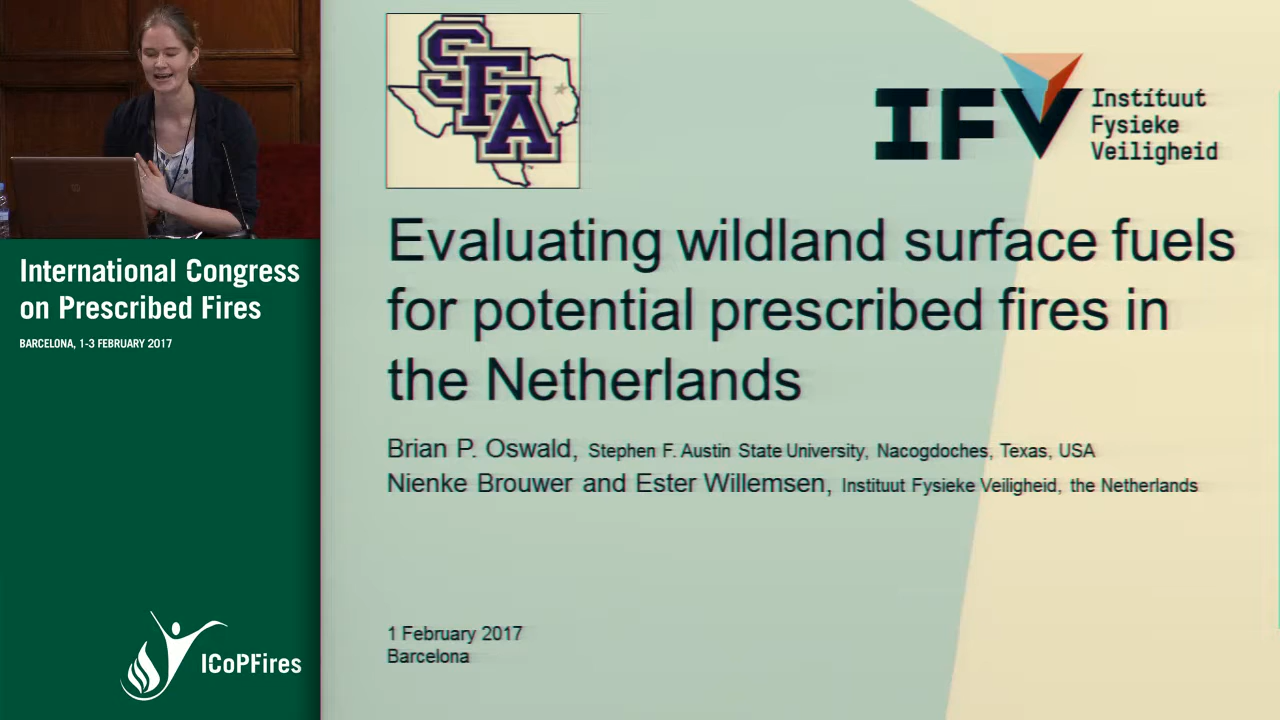 SFA
IFV
Instituut
Fysieke
Veiligheid
Evaluating wildland surface fuels
for potential prescribed fires in
the Netherlands
Brian P. Oswald, Stephen F. Austin State University, Nacogdoches, Texas, USA
Nienke Brouwer and Ester Willemsen, Instituut Fysieke Veiligheid, the Netherlands
1 February 2017
Barcelona
International Congress
on Prescribed Fires
BARCELONA, 1-3 FEBRUARY 2017
ICoPFires